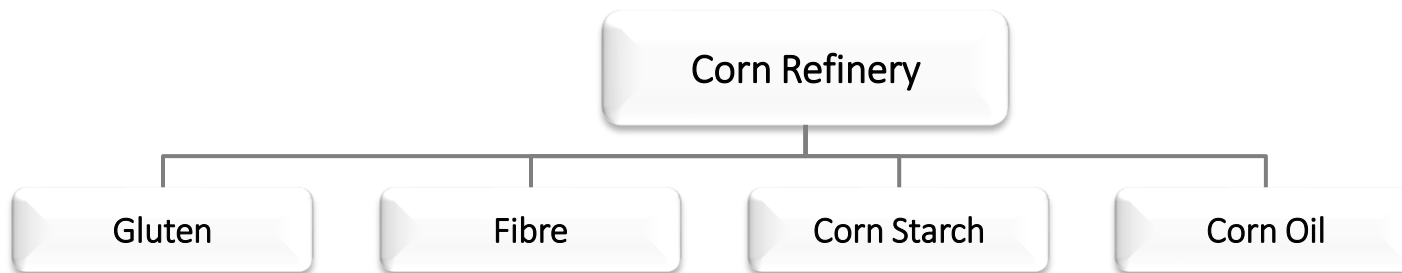 Corn Refinery
Gluten
Fibre
Corn Starch
Corn Oil